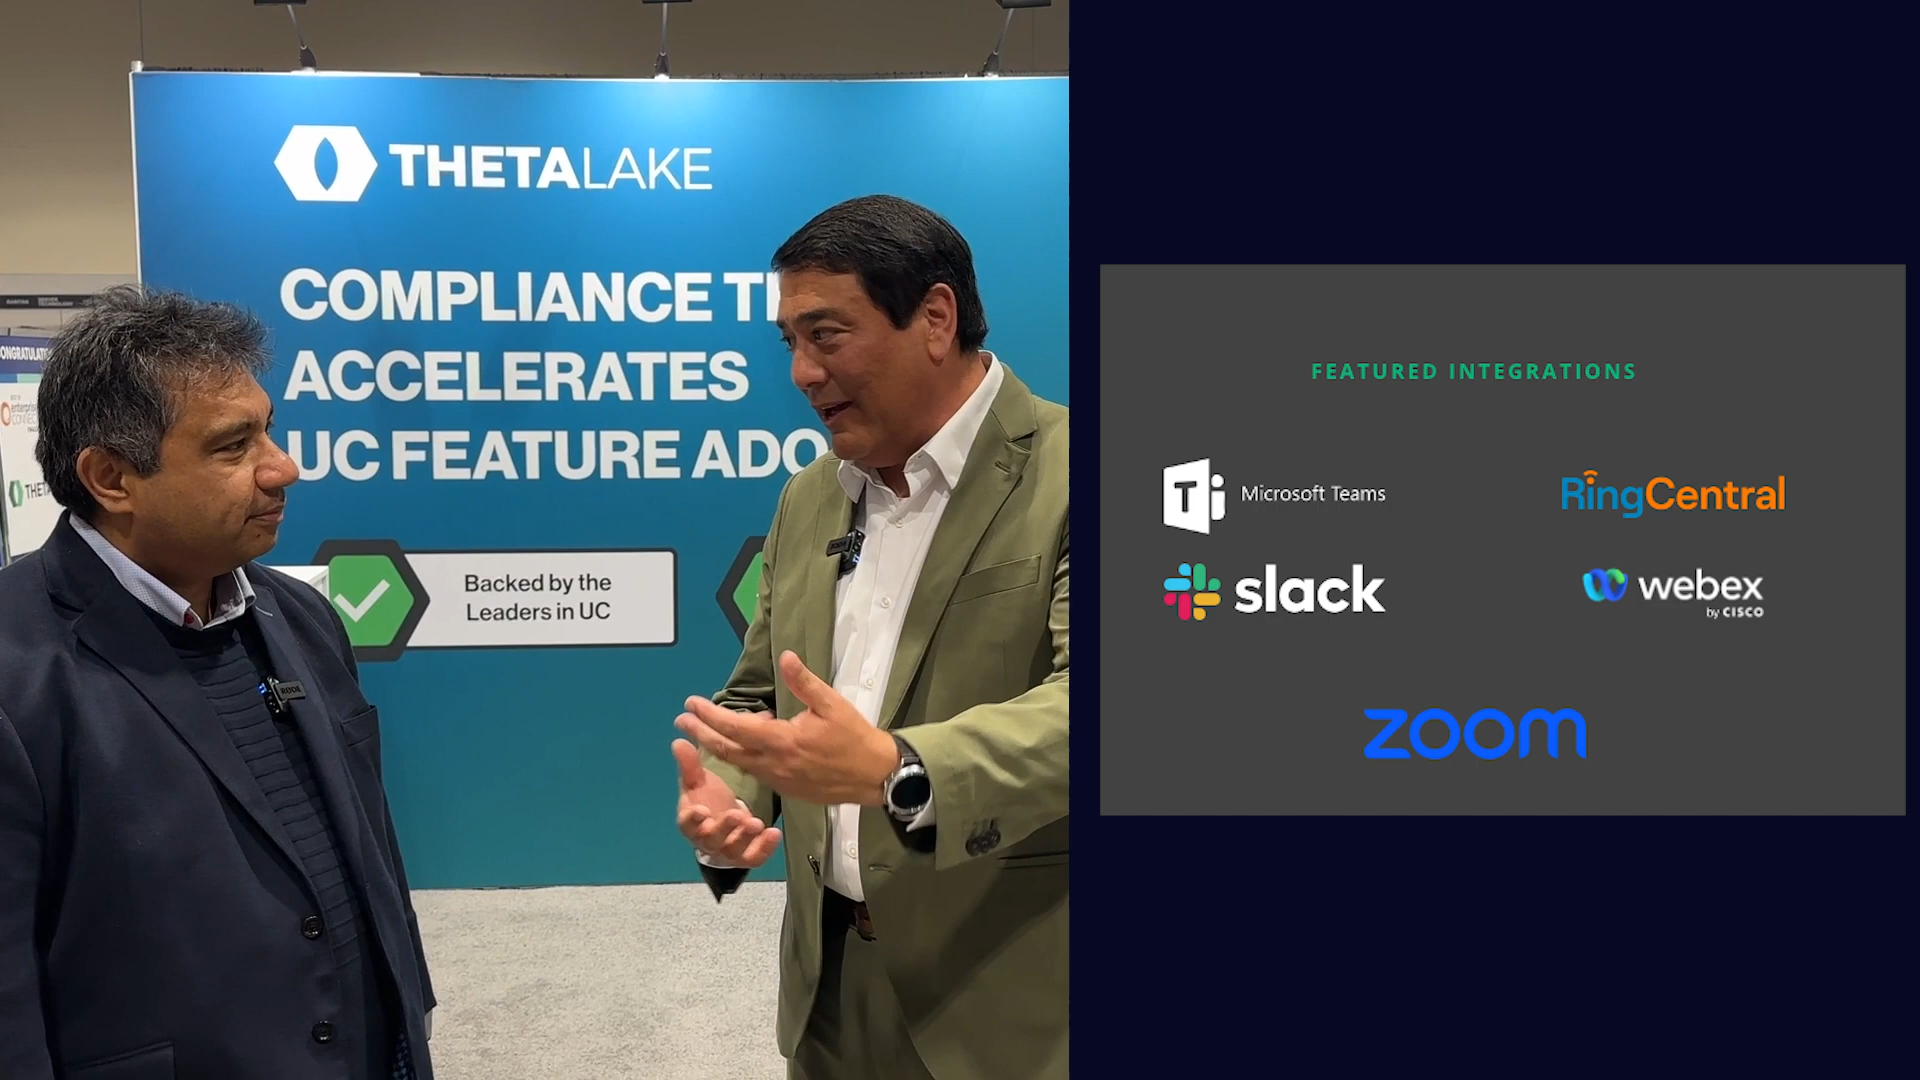 THETALAKE
COMPLIANCE
ACCELERATES
UC FEATURE
Backed by the
Leaders in UC
RODE
FEATURED INTEGRATIONS
Microsoft Teams
RingCentral
slack
webex
by CISCO
zoom